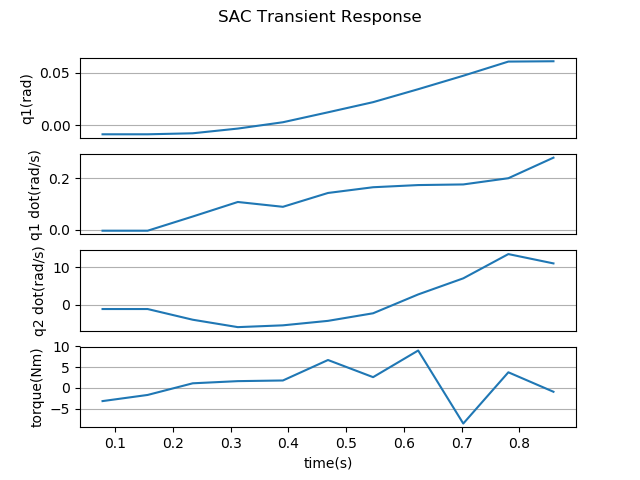 SAC Transient Response
q1(rad)
0.05
0.00
q1 dot(rad/s)
0.2
0.0
q2 dot(rad/s)
10
0
torque(Nm)
10
5
0
−5
0.1 0.2 0.3 0.4 0.5 0.6 0.7 0.8
time(s)